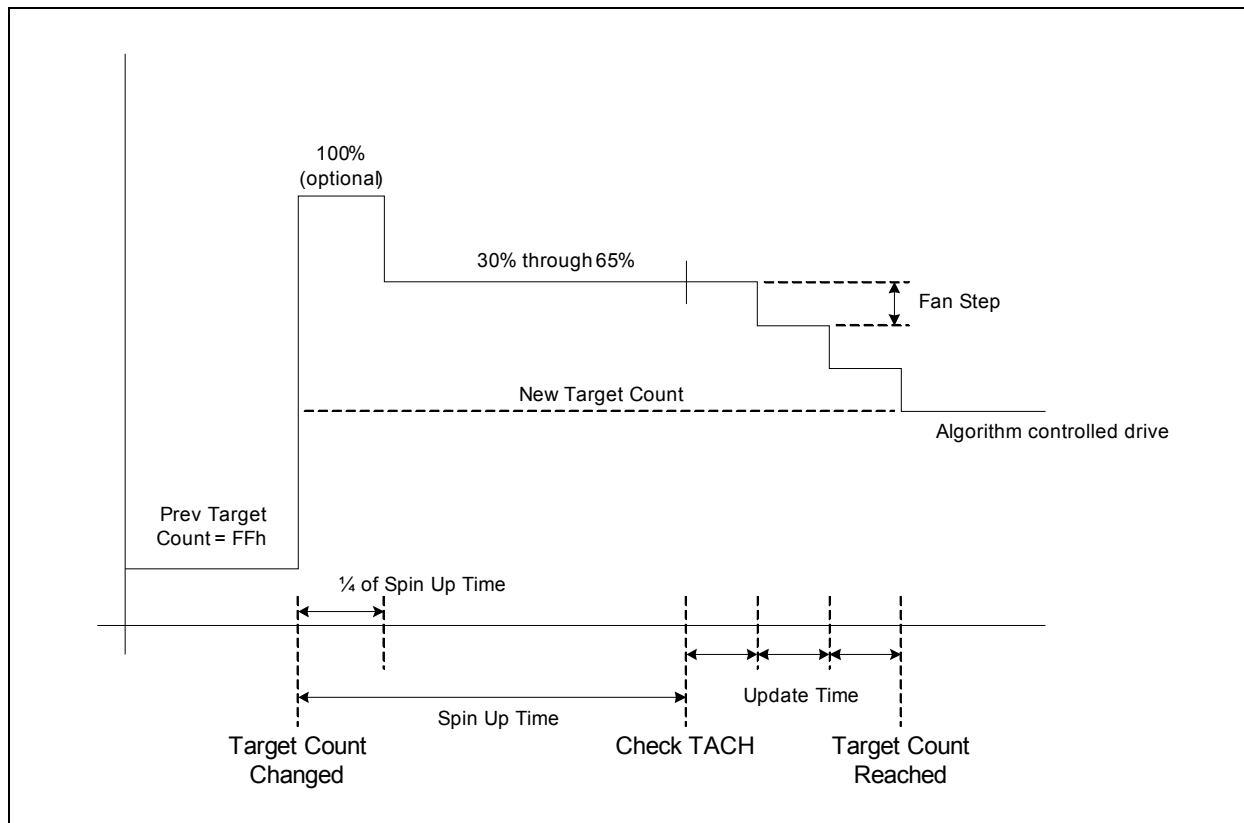 100%
(optional)
30% through 65%
Fan Step
New Target Count
Algorithm controlled drive
Prev Target
Count = FFh
¼ of Spin Up Time
Update Time
Spin Up Time
Target Count
Changed
Check TACH
Target Count
Reached